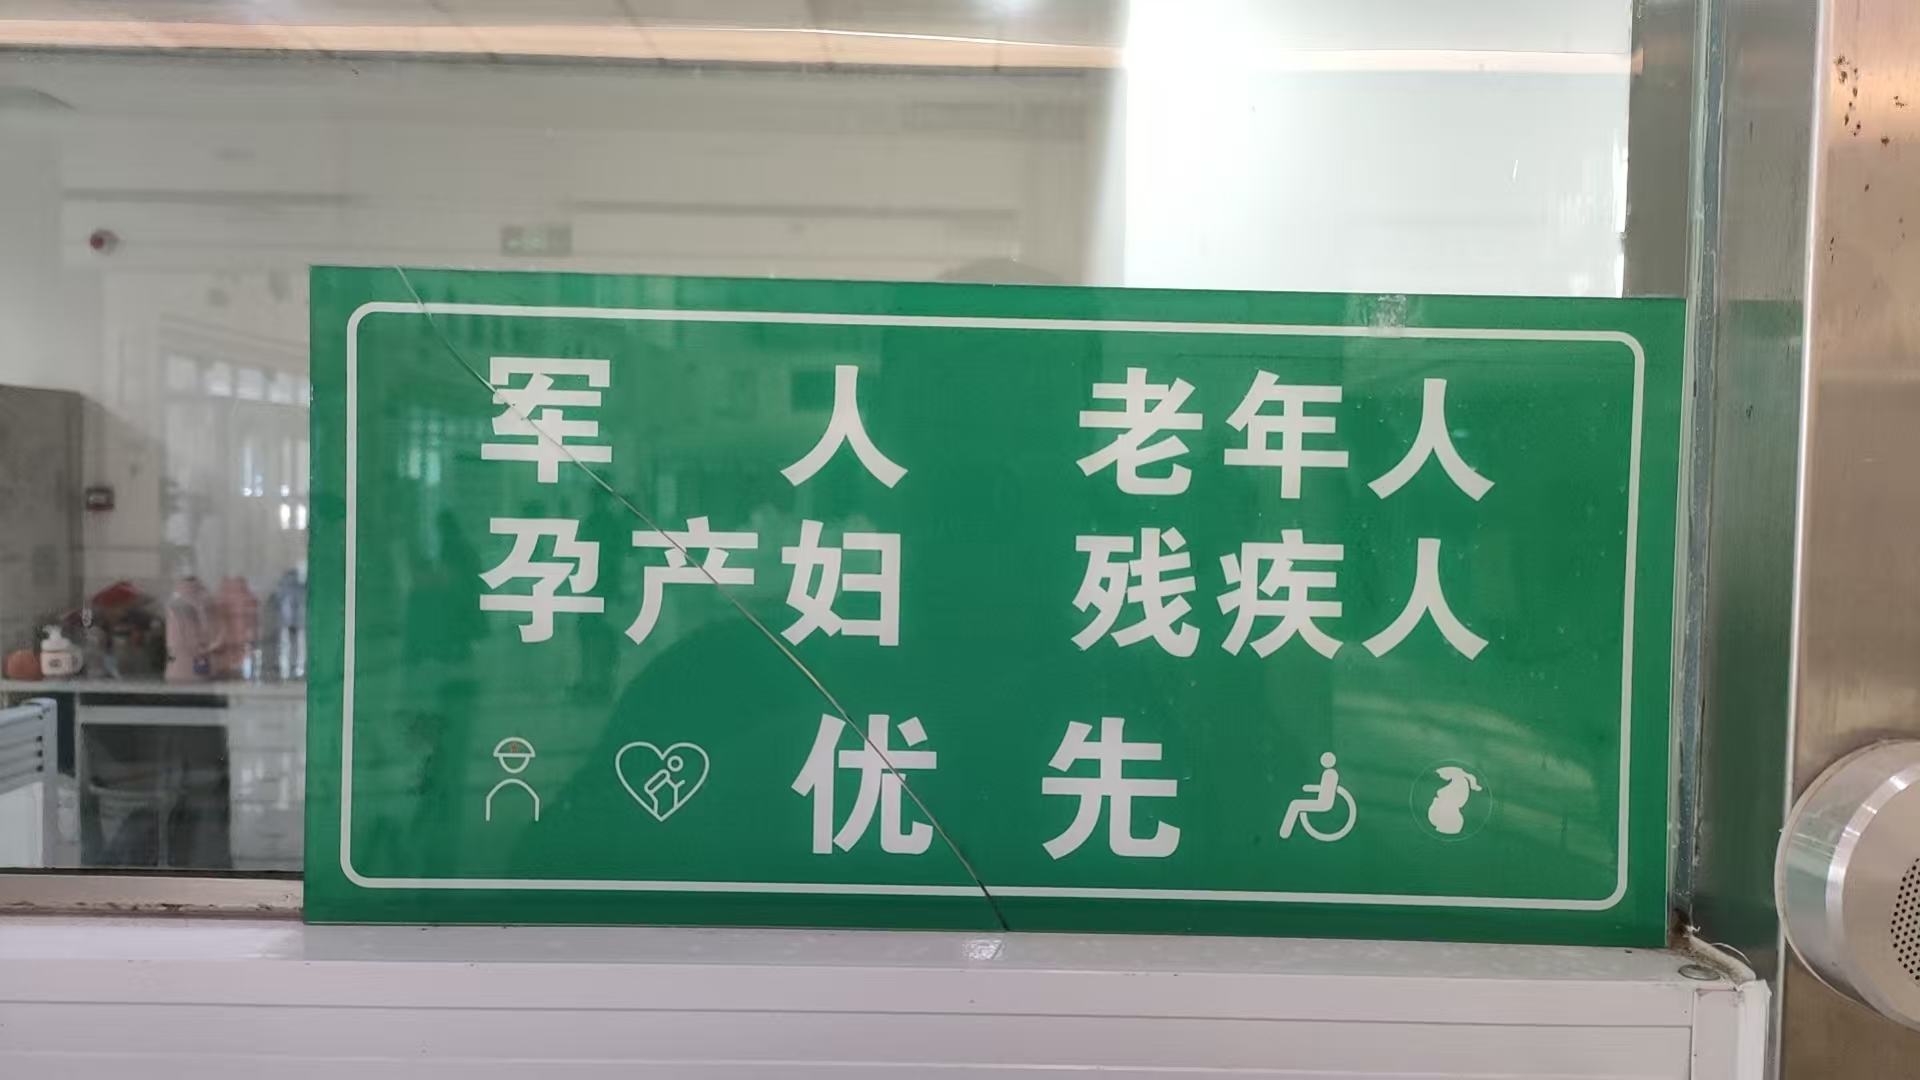 军人 老年人
孕产妇 残疾人
优先